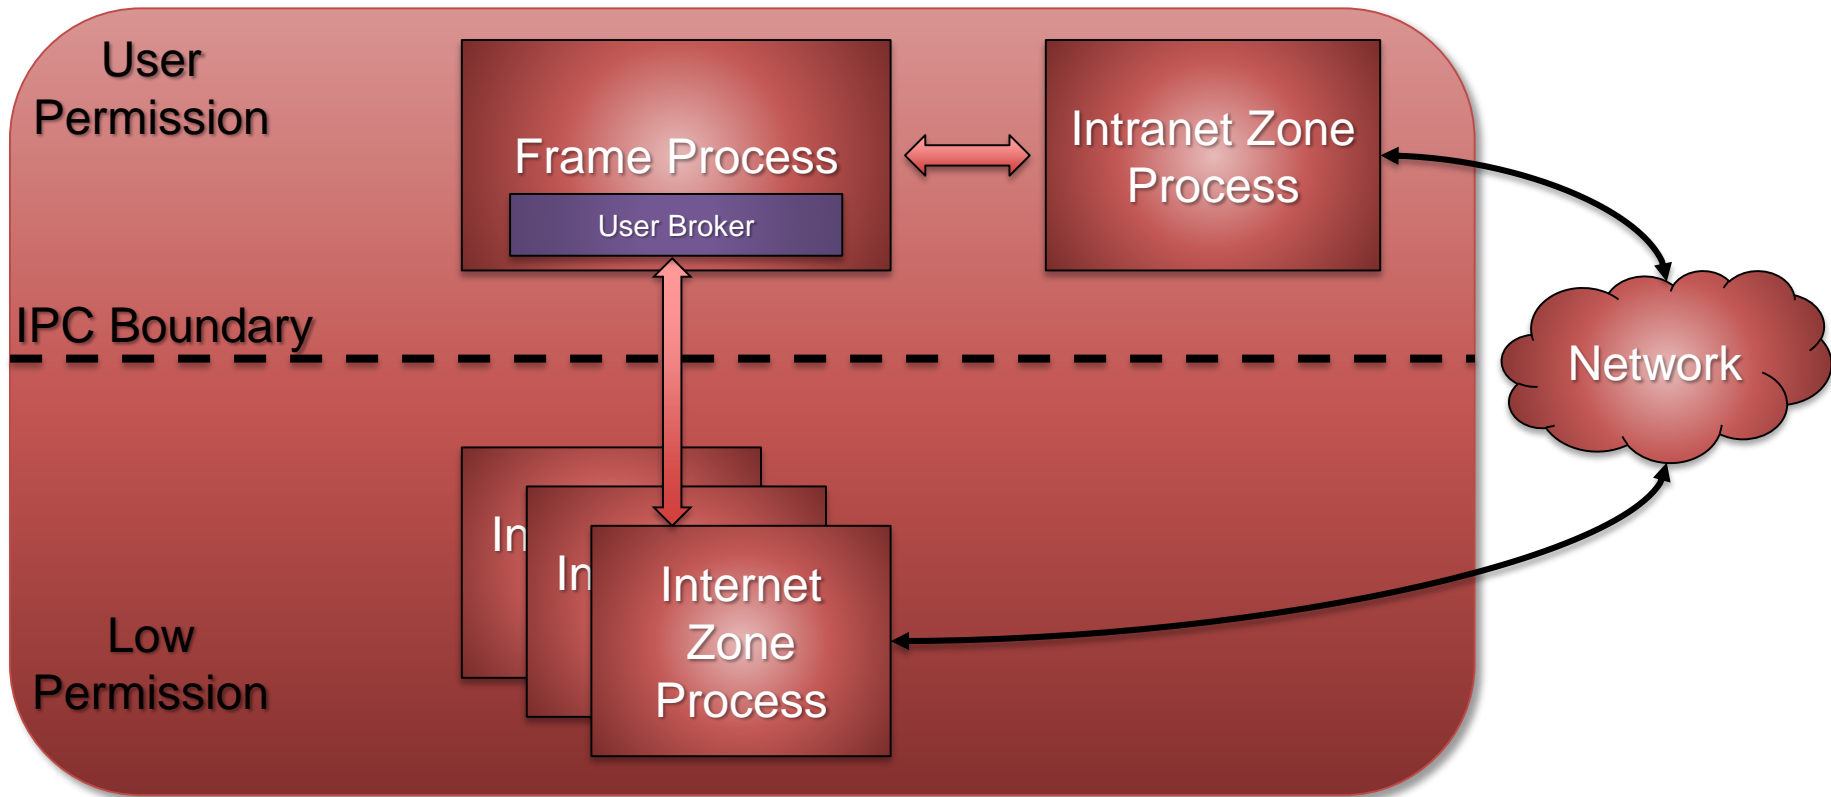 User
Permission
Frame Process
User Broker
Intranet Zone
Process
IPC Boundary
Network
In
In
Internet
Zone
Process
Low
Permission